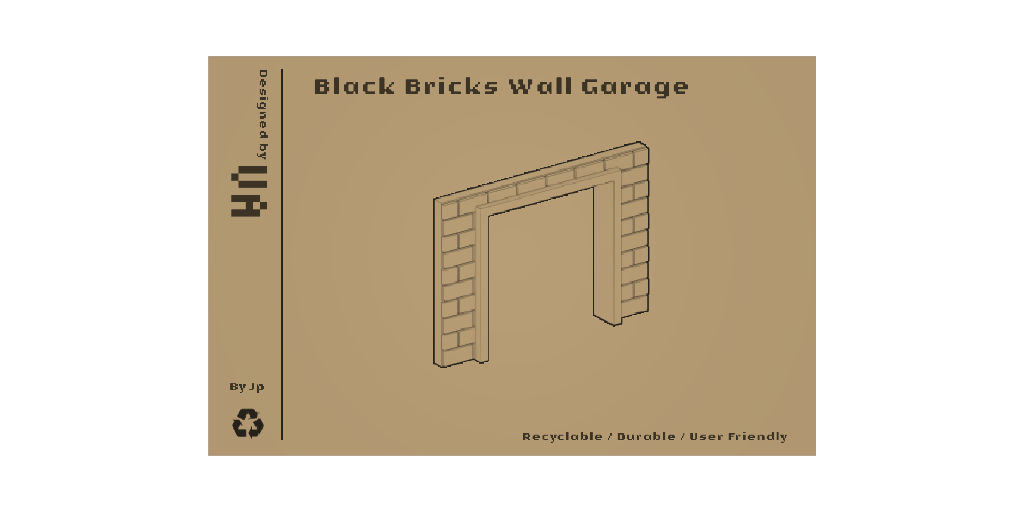 Black Bricks Wall Garage
Designed by
By Jp
Recyclable / Durable / User Friendly